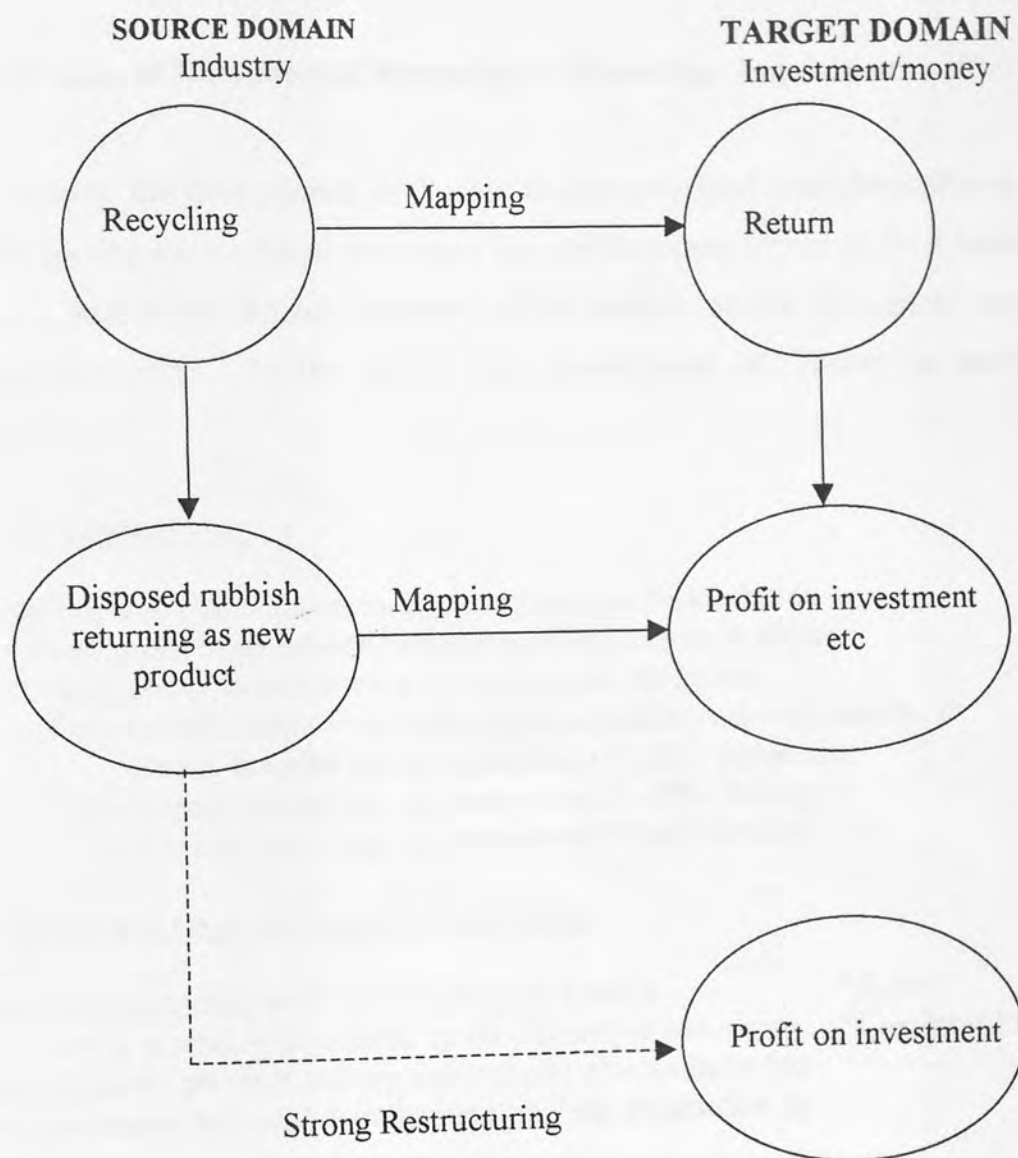 SOURCE DOMAIN
Industry
TARGET DOMAIN
Investment/money
Recycling
Mapping
Return
Disposed rubbish
returning as new
product
Mapping
Profit on investment
etc
Profit on investment
Strong Restructuring